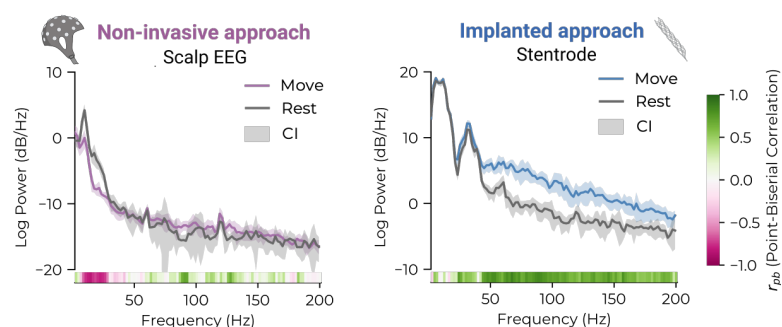 Non-invasive approach
Scalp EEG
Implanted approach
Stentrode
10
0
−10
−20
Log Power (dB/Hz)
Move
Rest
CI
50
100
150
200
Frequency (Hz)
20
10
0
−10
Log Power (dB/Hz)
Move
Rest
CI
50
100
150
200
Frequency (Hz)
1.0
0.5
0.0
−0.5
−1.0
rpb (Point-Biserial Correlation)